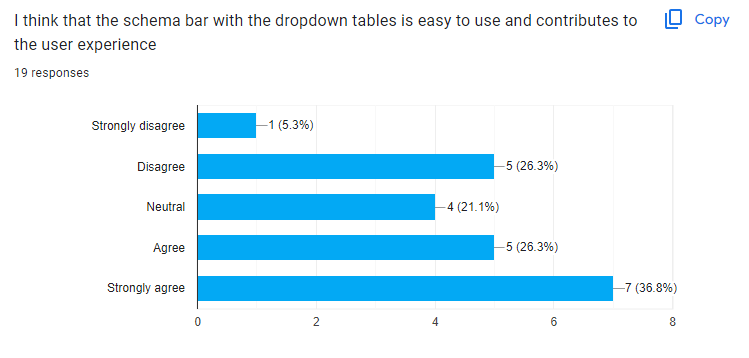 I think that the schema bar with the dropdown tables is easy to use and contributes to
the user experience
Copy
19 responses
Strongly disagree
1 (5.3%)
Disagree
5 (26.3%)
Neutral
4 (21.1%)
Agree
5 (26.3%)
Strongly agree
7 (36.8%)
0 2 4 6 8